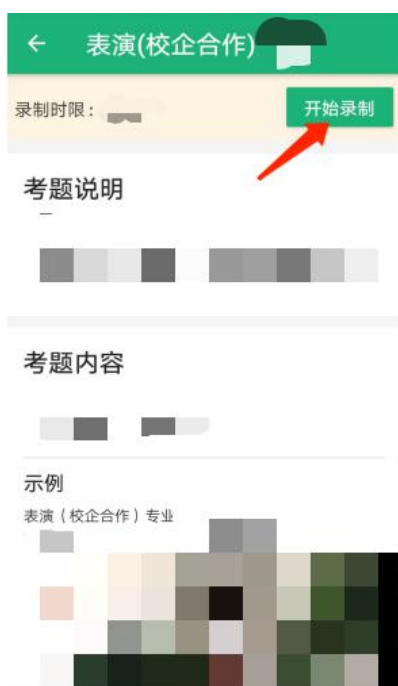 表演(校企合作)
录制时限：
开始录制
考题说明
考题内容
示例
表演（校企合作）专业